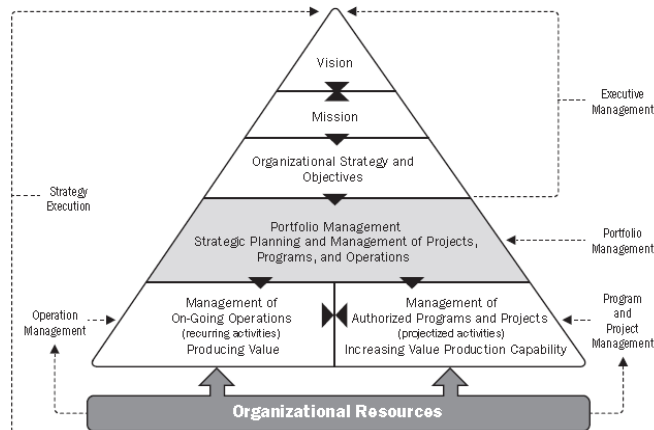 Vision
Mission
Organizational Strategy and
Objectives
Executive
Management
Strategy
Execution
Portfolio Management
Strategic Planning and Management of Projects,
Programs, and Operations
Portfolio
Management
Operation
Management
Management of
On-Going Operations
(recurring activities)
Producing Value
Management of
Authorized Programs and Projects
(projectized activities)
Increasing Value Production Capability
Program
and
Project
Management
Organizational Resources